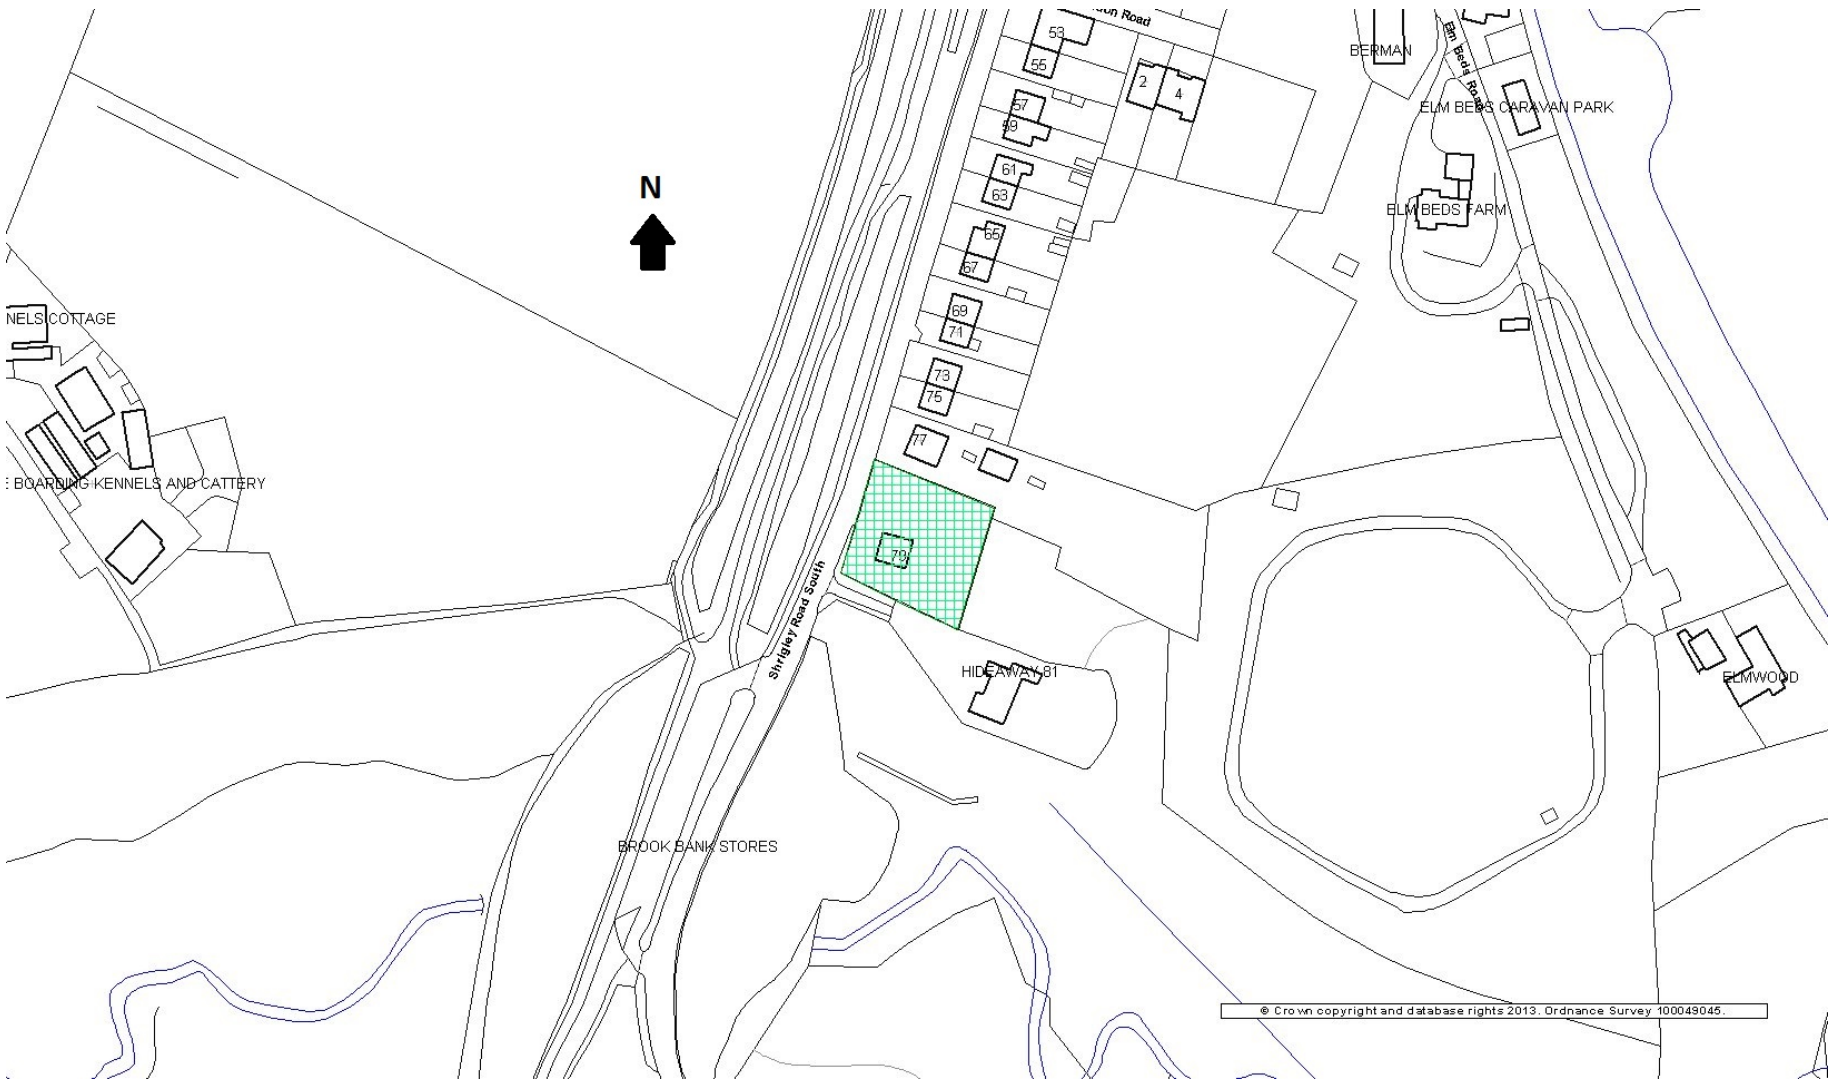 Road
53
55
57
59
61
63
65
67
69
71
73
75
77
79
2
4
BERMAN
Elm Beds Road
ELM BEDS CARAVAN PARK
ELM BEDS FARM
N
NELS COTTAGE
BOARDING KENNELS AND CATTERY
Shrigley Road South
HIDEAWAY 81
ELMWOOD
BROOK BANK STORES
© Crown copyright and database rights 2013. Ordnance Survey 100049045.